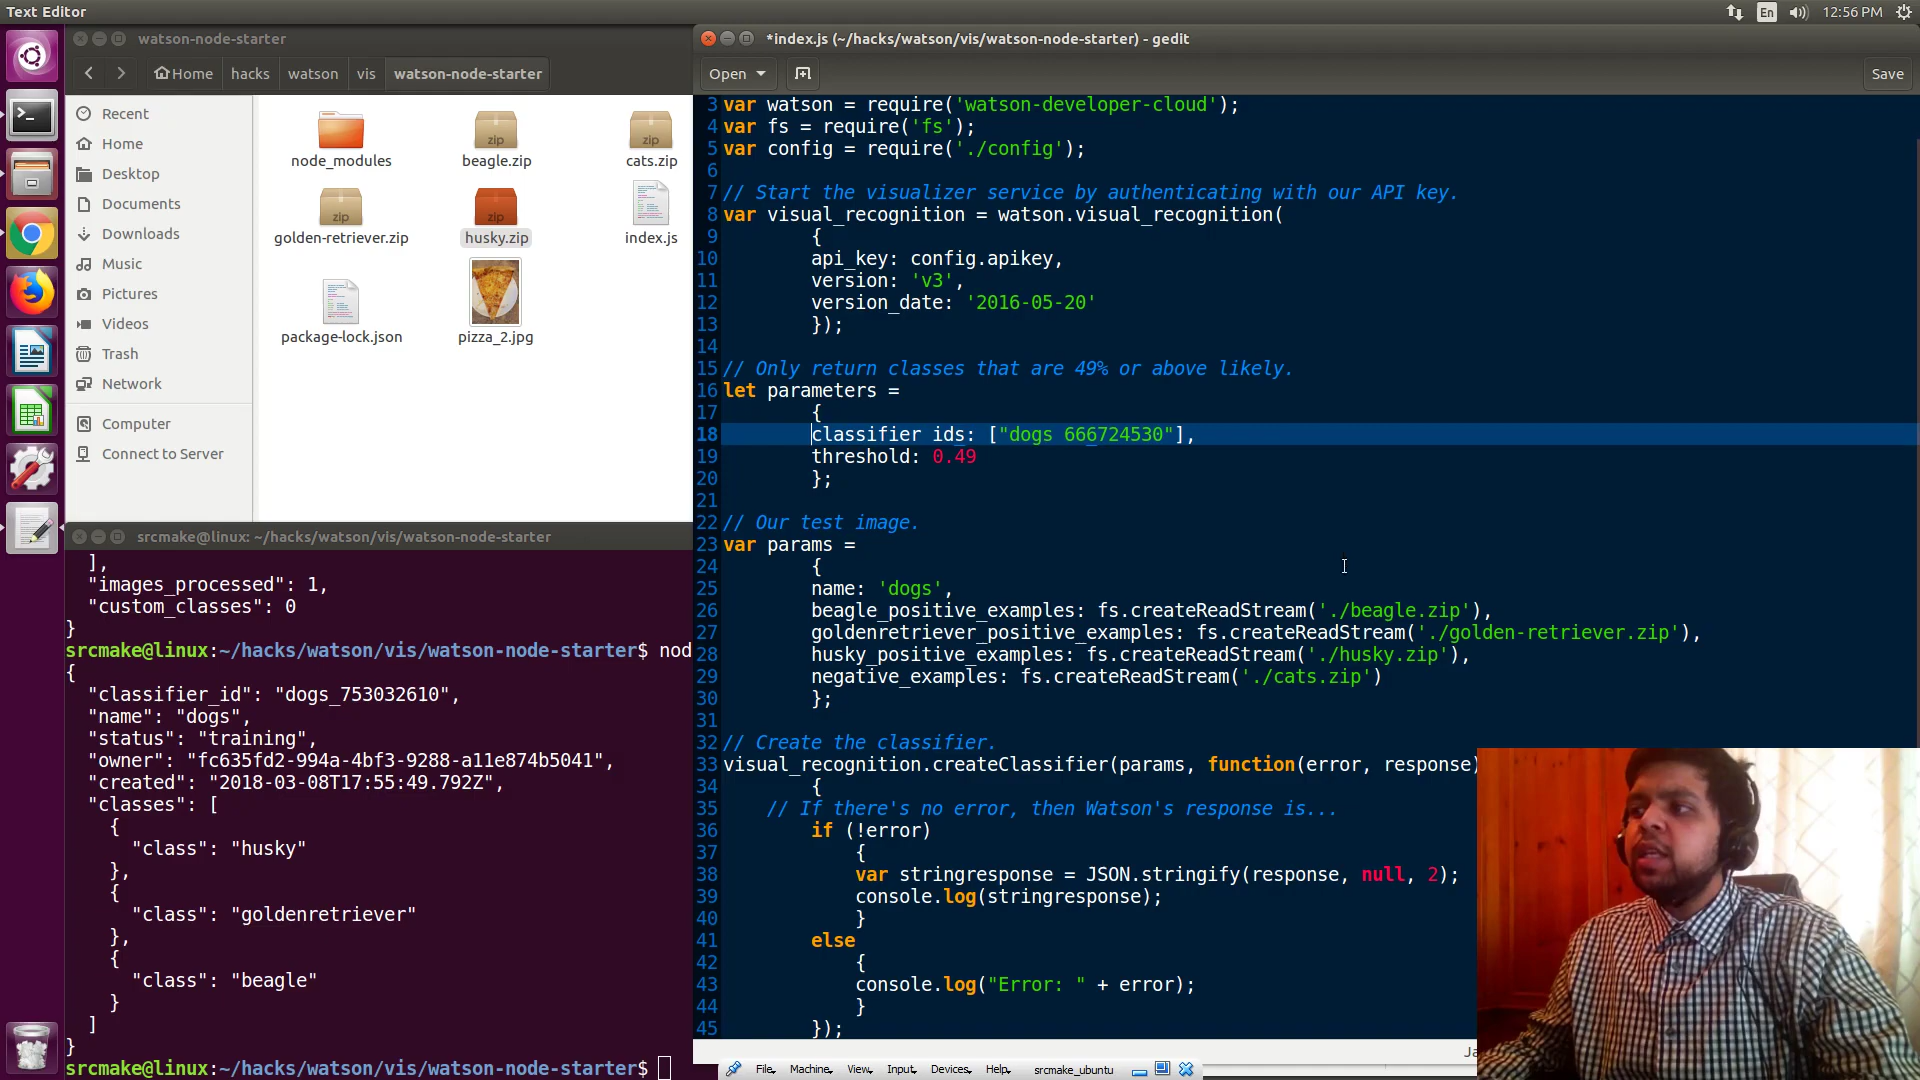 Text Editor
En
12:56 PM
watson-node-starter
Home
hacks
watson
vis
watson-node-starter
Recent
Home
Desktop
Documents
Downloads
Music
Pictures
Videos
Trash
Network
Computer
Connect to Server
node_modules
zip
beagle.zip
zip
cats.zip
zip
golden-retriever.zip
zip
husky.zip
index.js
package-lock.json
pizza_2.jpg
srcmake@linux: ~/hacks/watson/vis/watson-node-starter
],
"images_processed": 1,
"custom_classes": 0
}
srcmake@linux:~/hacks/watson/vis/watson-node-starter$ nod
{
"classifier_id": "dogs_753032610",
"name": "dogs",
"status": "training",
"owner": "fc635fd2-994a-4bf3-9288-a11e874b5041",
"created": "2018-03-08T17:55:49.792Z",
"classes": [
{
"class": "husky"
},
{
"class": "goldenretriever"
},
{
"class": "beagle"
}
]
}
srcmake@linux:~/hacks/watson/vis/watson-node-starter$
*index.js (~/hacks/watson/vis/watson-node-starter) - gedit
Open
Save
3 var watson = require('watson-developer-cloud');
4 var fs = require('fs');
5 var config = require('./config');
6
7 // Start the visualizer service by authenticating with our API key.
8 var visual_recognition = watson.visual_recognition(
9 {
10 api_key: config.apikey,
11 version: 'v3',
12 version_date: '2016-05-20'
13 });
14
15 // Only return classes that are 49% or above likely.
16 let parameters =
17 {
18 classifier_ids: ["dogs_666724530"],
19 threshold: 0.49
20 };
21
22 // Our test image.
23 var params =
24 {
25 name: 'dogs',
26 beagle_positive_examples: fs.createReadStream('./beagle.zip'),
27 goldenretriever_positive_examples: fs.createReadStream('./golden-retriever.zip'),
28 husky_positive_examples: fs.createReadStream('./husky.zip'),
29 negative_examples: fs.createReadStream('./cats.zip')
30 };
31
32 // Create the classifier.
33 visual_recognition.createClassifier(params, function(error, response)
34 {
35 // If there's no error, then Watson's response is...
36 if (!error)
37 {
38 var stringresponse = JSON.stringify(response, null, 2);
39 console.log(stringresponse);
40 }
41 else
42 {
43 console.log("Error: " + error);
44 }
45 });
File Machine View Input Devices Help srcmake_ubuntu